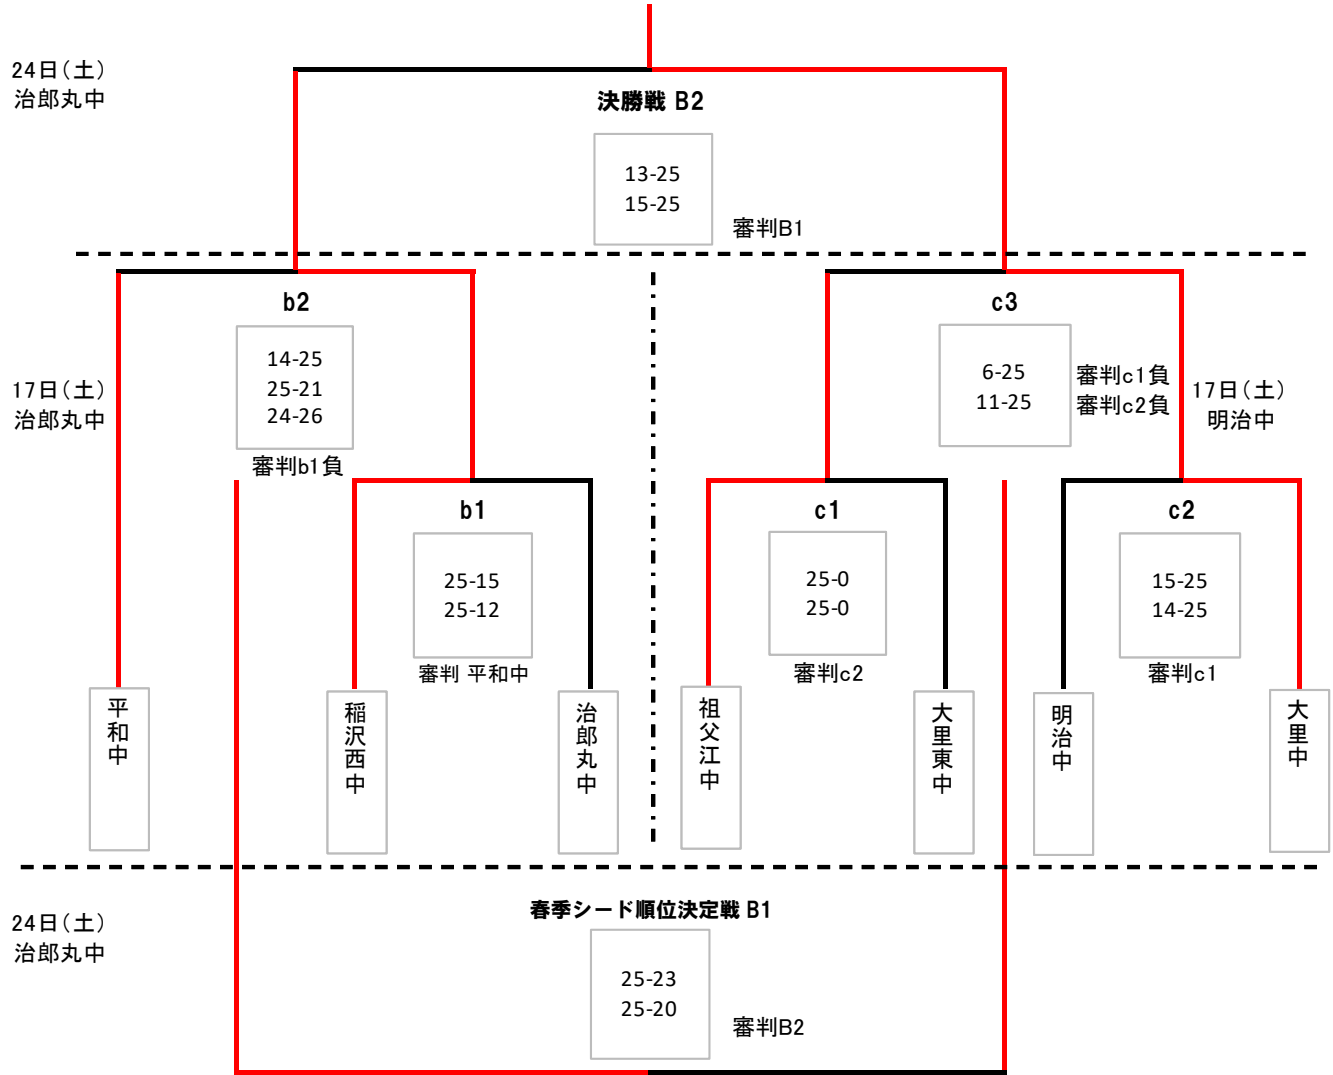 24日(土)
治郎丸中
決勝戦 B2
13-25
15-25
審判B1
b2
14-25
25-21
24-26
審判b1負
17日(土)
治郎丸中
c3
6-25
11-25
審判c1負
審判c2負
17日(土)
明治中
b1
25-15
25-12
審判 平和中
c1
25-0
25-0
審判c2
c2
15-25
14-25
審判c1
平和中
稲沢西中
治郎丸中
祖父江中
大里東中
明治中
大里中
24日(土)
治郎丸中
春季シード順位決定戦 B1
25-23
25-20
審判B2